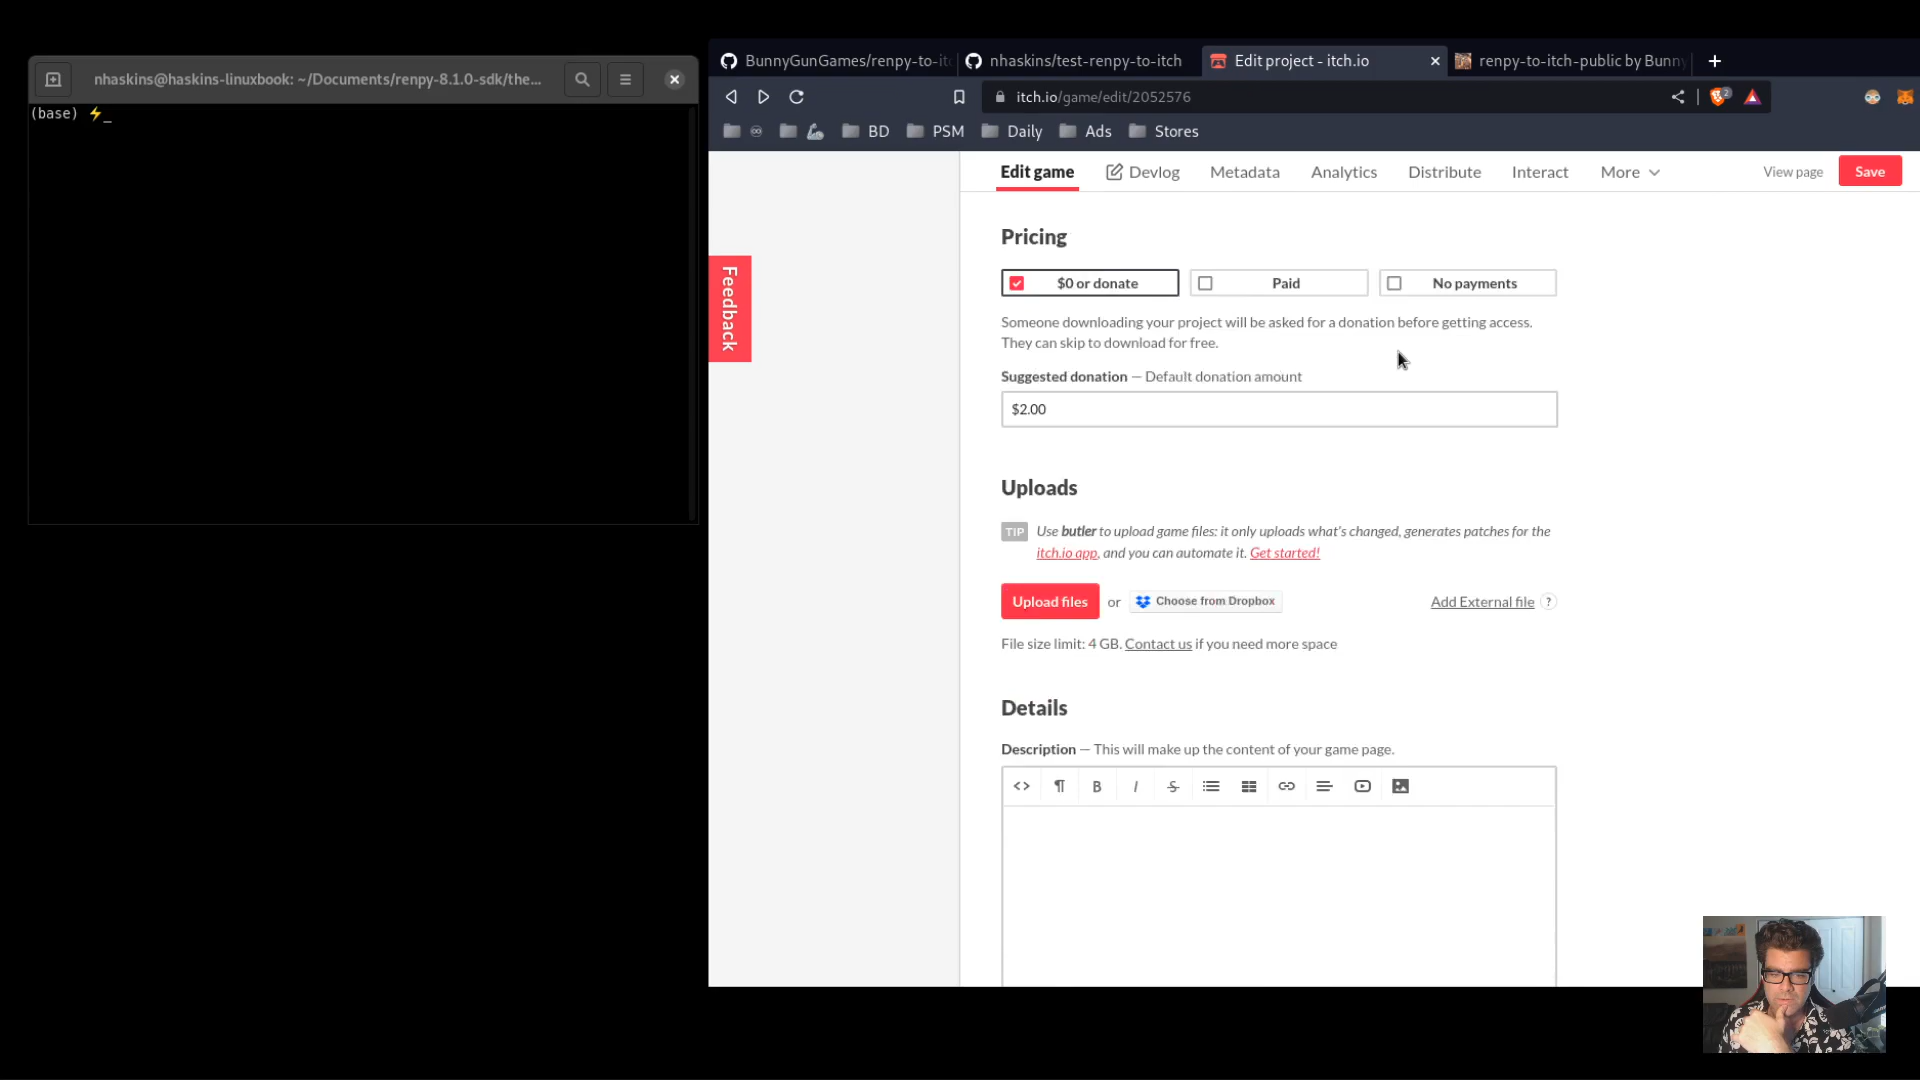 nhaskins@haskins-linuxbook: ~/Documents/renpy-8.1.0-sdk/the...
(base) ⚡_
BunnyGunGames/renpy-to-it
nhaskins/test-renpy-to-itch
Edit project - itch.io
renpy-to-itch-public by Bunny
itch.io/game/edit/2052576
2
BD
PSM
Daily
Ads
Stores
Edit game
Devlog
Metadata
Analytics
Distribute
Interact
More
View page
Save
Feedback
Pricing
$0 or donate
Paid
No payments
Someone downloading your project will be asked for a donation before getting access.
They can skip to download for free.
Suggested donation — Default donation amount
$2.00
Uploads
TIP Use butler to upload game files: it only uploads what's changed, generates patches for the
itch.io app, and you can automate it. Get started!
Upload files or Choose from Dropbox
Add External file ?
File size limit: 4 GB. Contact us if you need more space
Details
Description — This will make up the content of your game page.